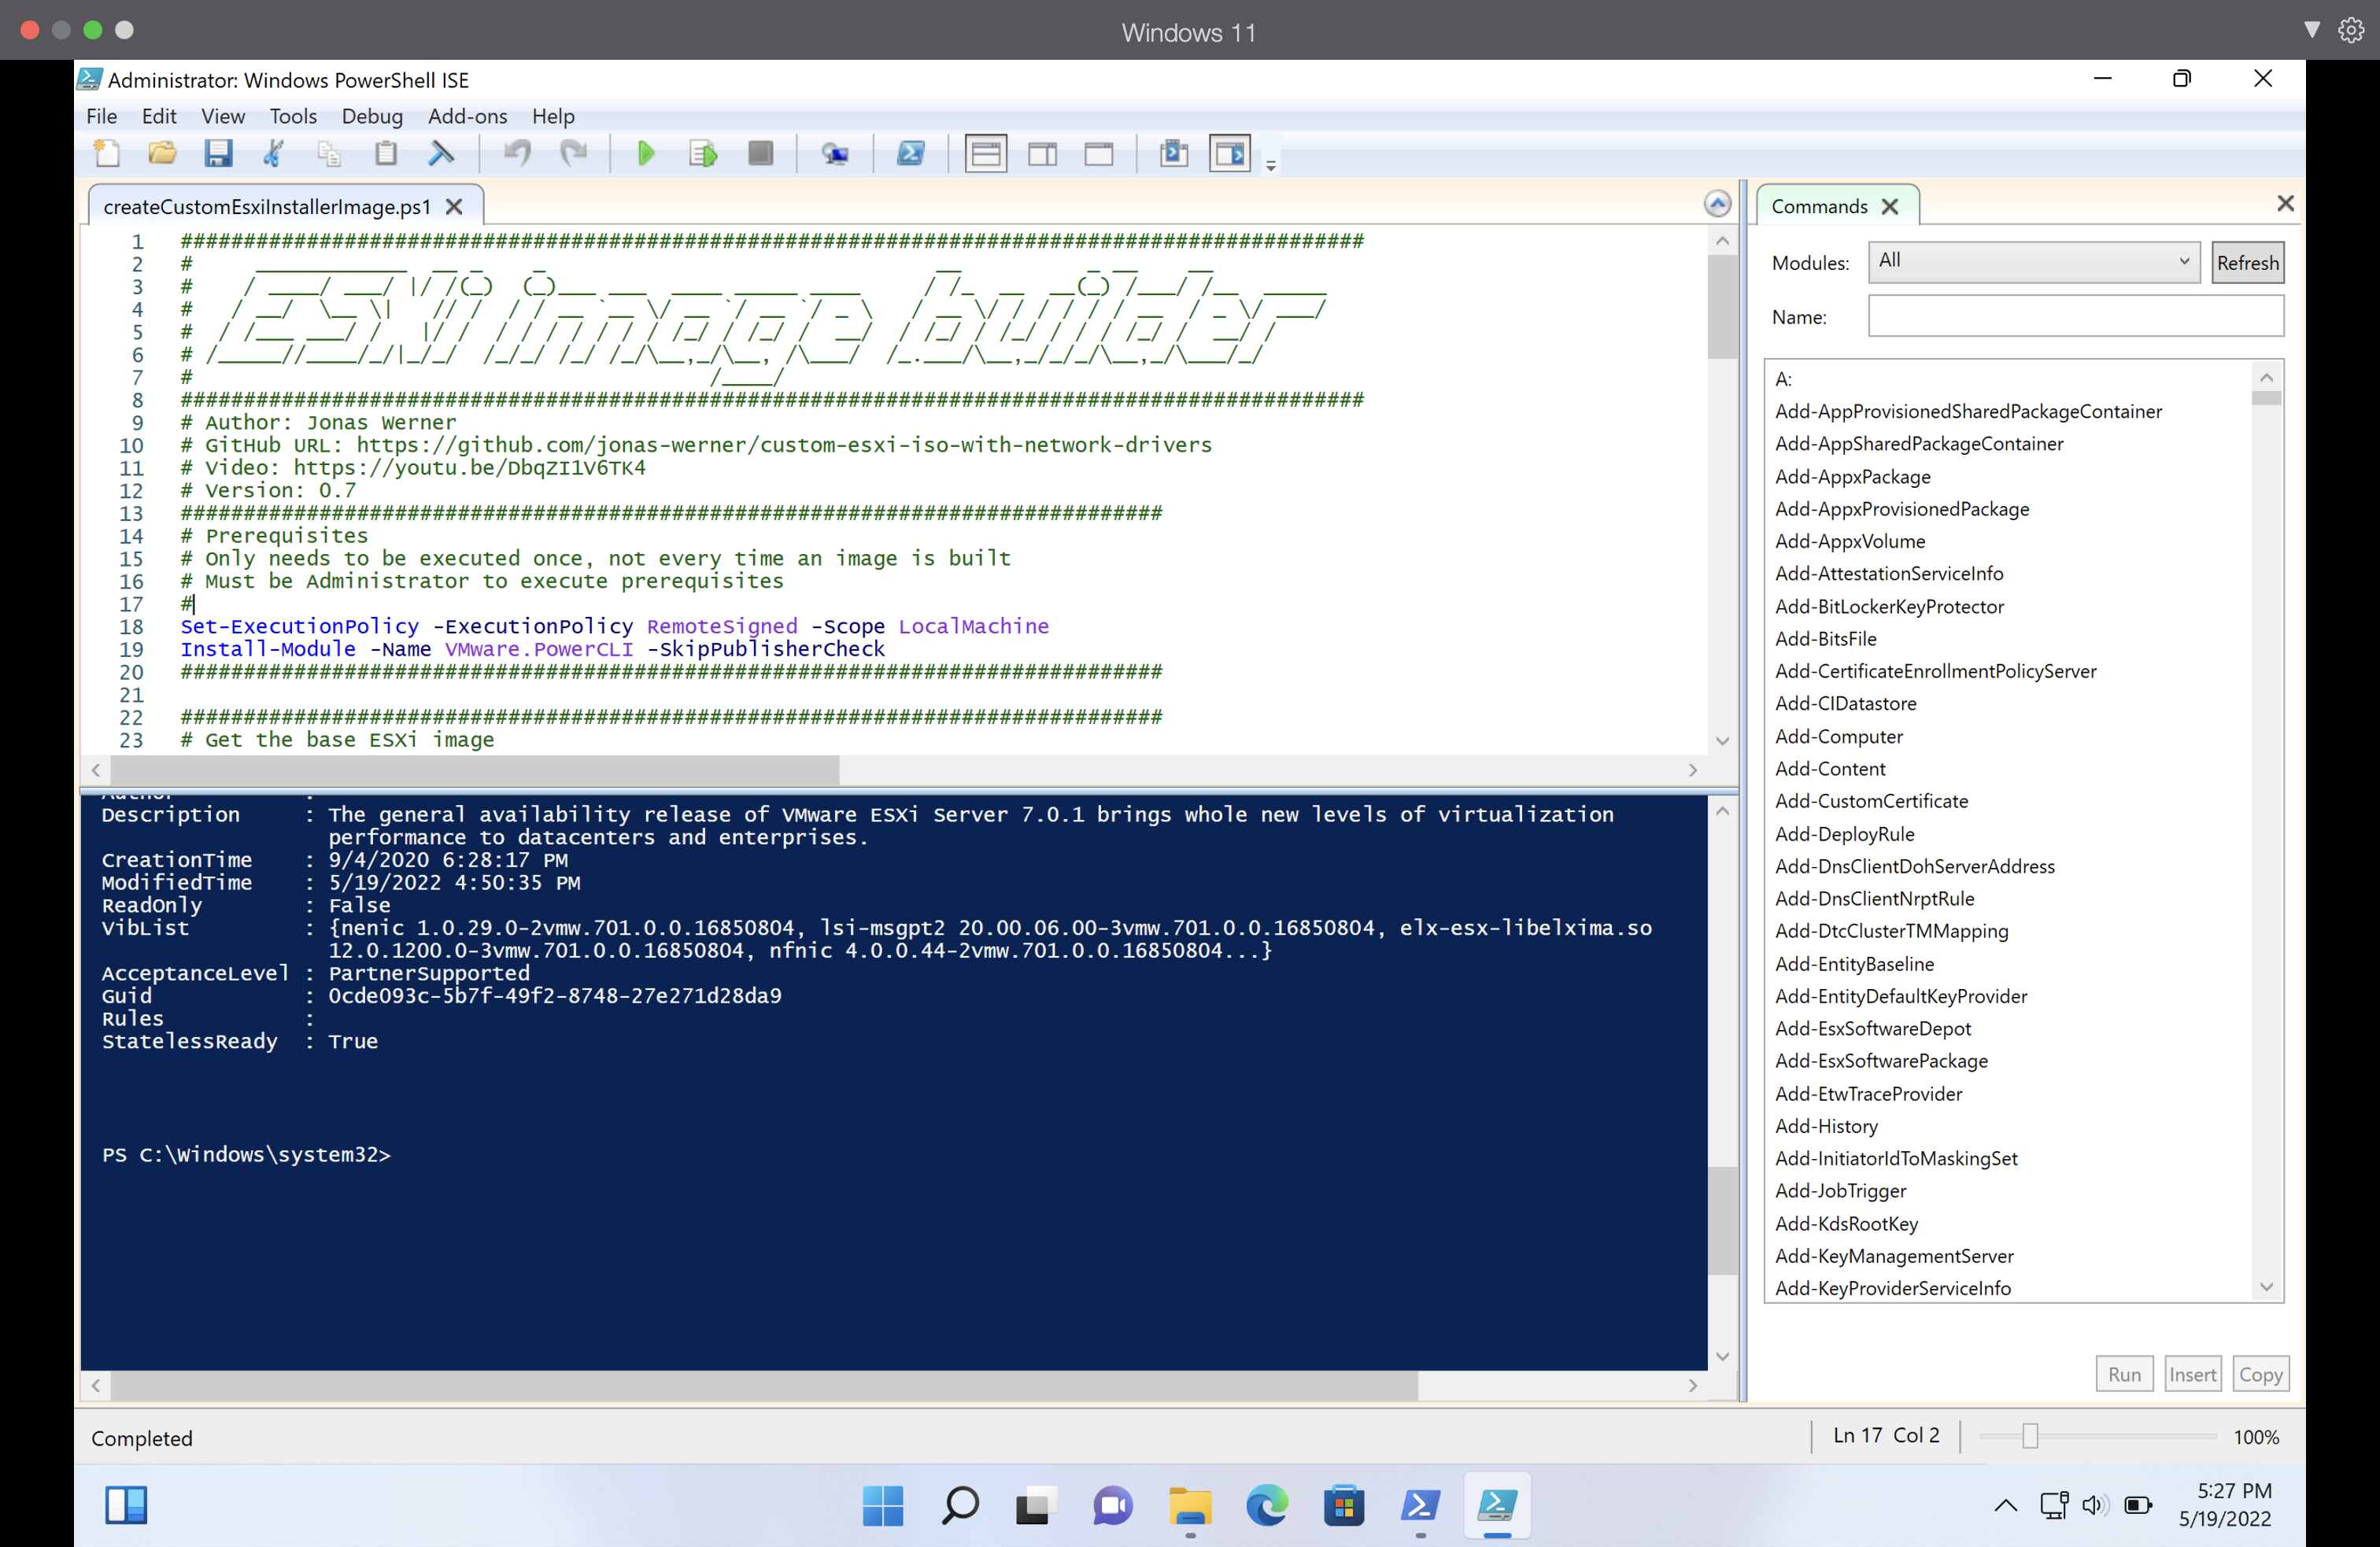 Windows 11
Administrator: Windows PowerShell ISE
File Edit View Tools Debug Add-ons Help
createCustomEsxiInstallerImage.ps1
1 ##############################################################################################
2 #
3 #
4 #
5 #
6 #
7 #
ESXi image builder
8 ##############################################################################################
9 # Author: Jonas Werner
10 # GitHub URL: https://github.com/jonas-werner/custom-esxi-iso-with-network-drivers
11 # Video: https://youtu.be/DbqZI1V6TK4
12 # Version: 0.7
13 ##############################################################################
14 # Prerequisites
15 # Only needs to be executed once, not every time an image is built
16 # Must be Administrator to execute prerequisites
17 #
18 Set-ExecutionPolicy -ExecutionPolicy RemoteSigned -Scope LocalMachine
19 Install-Module -Name VMware.PowerCLI -SkipPublisherCheck
20 ##############################################################################
21
22 ##############################################################################
23 # Get the base ESXi image
Description : The general availability release of VMware ESXi Server 7.0.1 brings whole new levels of virtualization
performance to datacenters and enterprises.
CreationTime : 9/4/2020 6:28:17 PM
ModifiedTime : 5/19/2022 4:50:35 PM
ReadOnly : False
VibList : {nenic 1.0.29.0-2vmw.701.0.0.16850804, lsi-msgpt2 20.00.06.00-3vmw.701.0.0.16850804, elx-esx-libelxima.so
12.0.1200.0-3vmw.701.0.0.16850804, nfnic 4.0.0.44-2vmw.701.0.0.16850804...}
AcceptanceLevel : PartnerSupported
Guid : 0cde093c-5b7f-49f2-8748-27e271d28da9
Rules :
StatelessReady : True
PS C:\Windows\system32>
Commands
Modules: All Refresh
Name:
A:
Add-AppProvisionedSharedPackageContainer
Add-AppSharedPackageContainer
Add-AppxPackage
Add-AppxProvisionedPackage
Add-AppxVolume
Add-AttestationServiceInfo
Add-BitLockerKeyProtector
Add-BitsFile
Add-CertificateEnrollmentPolicyServer
Add-CIDatastore
Add-Computer
Add-Content
Add-CustomCertificate
Add-DeployRule
Add-DnsClientDohServerAddress
Add-DnsClientNrptRule
Add-DtcClusterTMMapping
Add-EntityBaseline
Add-EntityDefaultKeyProvider
Add-EsxSoftwareDepot
Add-EsxSoftwarePackage
Add-EtwTraceProvider
Add-History
Add-InitiatorIdToMaskingSet
Add-JobTrigger
Add-KdsRootKey
Add-KeyManagementServer
Add-KeyProviderServiceInfo
Run Insert Copy
Completed
Ln 17 Col 2
100%
5:27 PM
5/19/2022